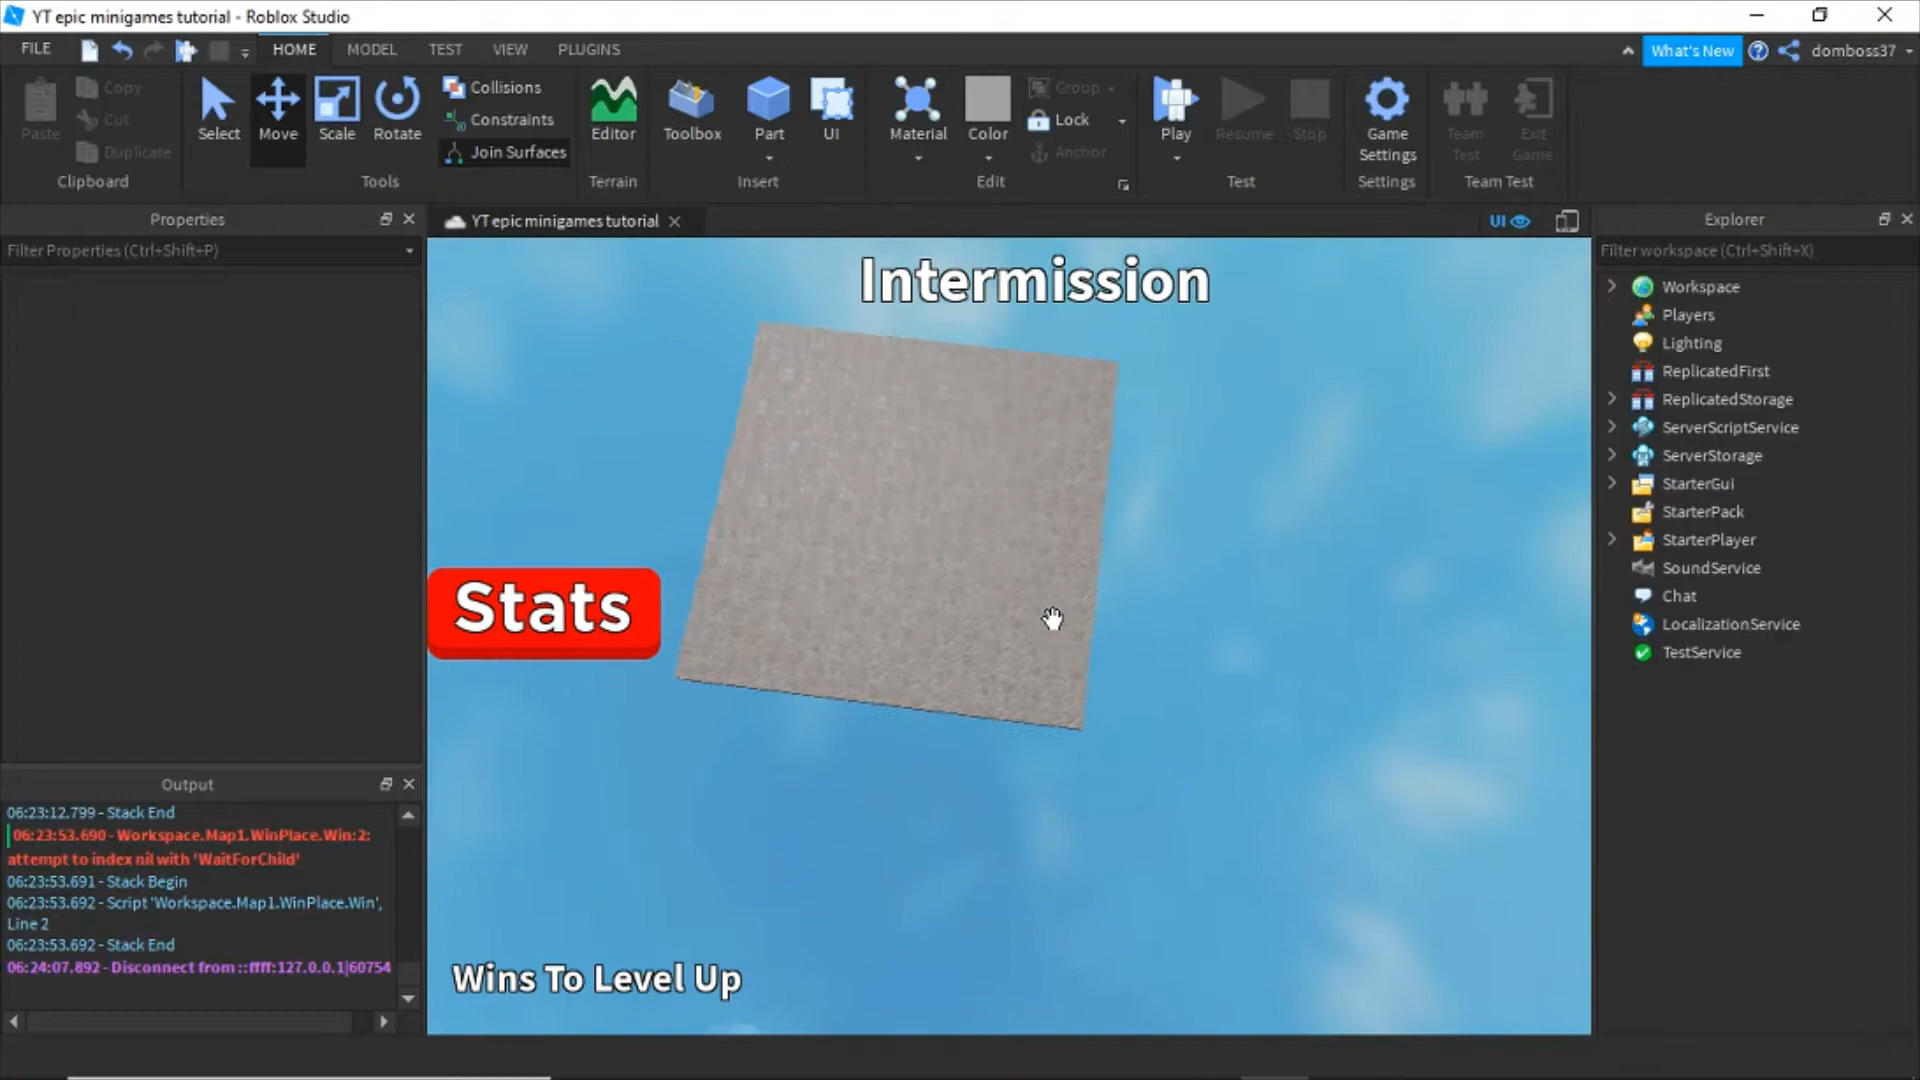 YT epic minigames tutorial - Roblox Studio
FILE HOME MODEL TEST VIEW PLUGINS What's New domboss37
Paste Copy Cut Duplicate Clipboard
Select Move Scale Rotate Collisions Constraints Join Surfaces Tools
Editor Terrain
Toolbox Part UI Insert
Material Color Group Lock Anchor Edit
Play Resume Stop Test
Game Settings Settings
Team Test Exit Game Team Test
Properties
Filter Properties (Ctrl+Shift+P)
YT epic minigames tutorial
UI
Intermission
Stats
Wins To Level Up
Output
06:23:12.799 - Stack End
06:23:53.690 - Workspace.Map1.WinPlace.Win:2:
attempt to index nil with 'WaitForChild'
06:23:53.691 - Stack Begin
06:23:53.692 - Script 'Workspace.Map1.WinPlace.Win',
Line 2
06:23:53.692 - Stack End
06:24:07.892 - Disconnect from ::ffff:127.0.0.1|60754
Explorer
Filter workspace (Ctrl+Shift+X)
Workspace
Players
Lighting
ReplicatedFirst
ReplicatedStorage
ServerScriptService
ServerStorage
StarterGui
StarterPack
StarterPlayer
SoundService
Chat
LocalizationService
TestService